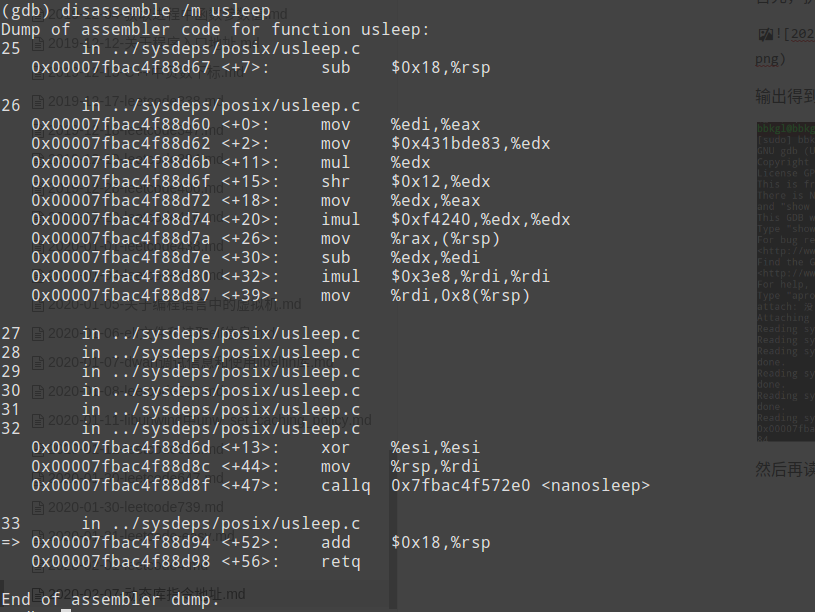 (gdb) disassemble /m usleep
Dump of assembler code for function usleep:
25      in ../sysdeps/posix/usleep.c
   0x00007fbac4f88d67 <+7>:     sub    $0x18,%rsp

26      in ../sysdeps/posix/usleep.c
   0x00007fbac4f88d60 <+0>:     mov    %edi,%eax
   0x00007fbac4f88d62 <+2>:     mov    $0x431bde83,%edx
   0x00007fbac4f88d6b <+11>:    mul    %edx
   0x00007fbac4f88d6f <+15>:    shr    $0x12,%edx
   0x00007fbac4f88d72 <+18>:    mov    %edx,%eax
   0x00007fbac4f88d74 <+20>:    imul   $0xf4240,%edx,%edx
   0x00007fbac4f88d7a <+26>:    mov    %rax,(%rsp)
   0x00007fbac4f88d7e <+30>:    sub    %edx,%edi
   0x00007fbac4f88d80 <+32>:    imul   $0x3e8,%rdi,%rdi
   0x00007fbac4f88d87 <+39>:    mov    %rdi,0x8(%rsp)

27      in ../sysdeps/posix/usleep.c
28      in ../sysdeps/posix/usleep.c
29      in ../sysdeps/posix/usleep.c
30      in ../sysdeps/posix/usleep.c
31      in ../sysdeps/posix/usleep.c
32      in ../sysdeps/posix/usleep.c
   0x00007fbac4f88d6d <+13>:    xor    %esi,%esi
   0x00007fbac4f88d8c <+44>:    mov    %rsp,%rdi
   0x00007fbac4f88d8f <+47>:    callq  0x7fbac4f572e0 <nanosleep>

33      in ../sysdeps/posix/usleep.c
=> 0x00007fbac4f88d94 <+52>:    add    $0x18,%rsp
   0x00007fbac4f88d98 <+56>:    retq

End of assembler dump.
![202
png)
输出得到
然后再读